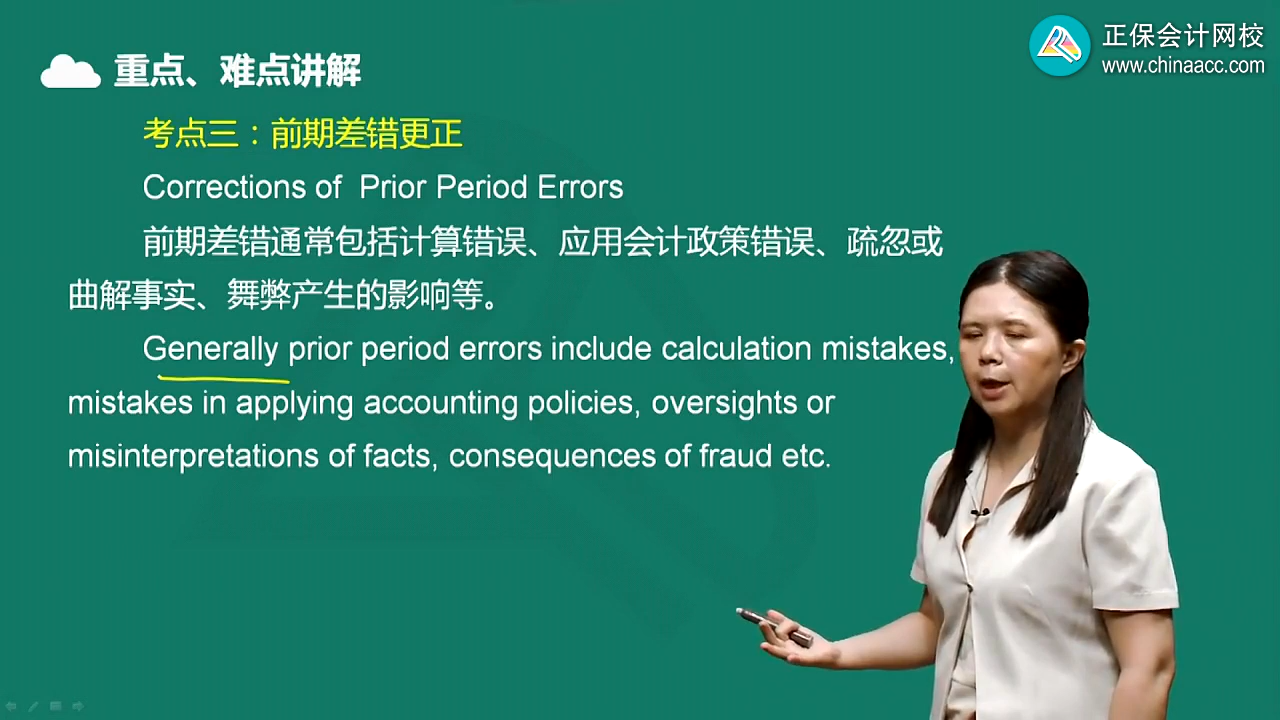 正保会计网校
www.chinaacc.com
重点、难点讲解
考点三：前期差错更正
Corrections of  Prior Period Errors
前期差错通常包括计算错误、应用会计政策错误、疏忽或
曲解事实、舞弊产生的影响等。
Generally prior period errors include calculation mistakes,
mistakes in applying accounting policies, oversights or
misinterpretations of facts, consequences of fraud etc.